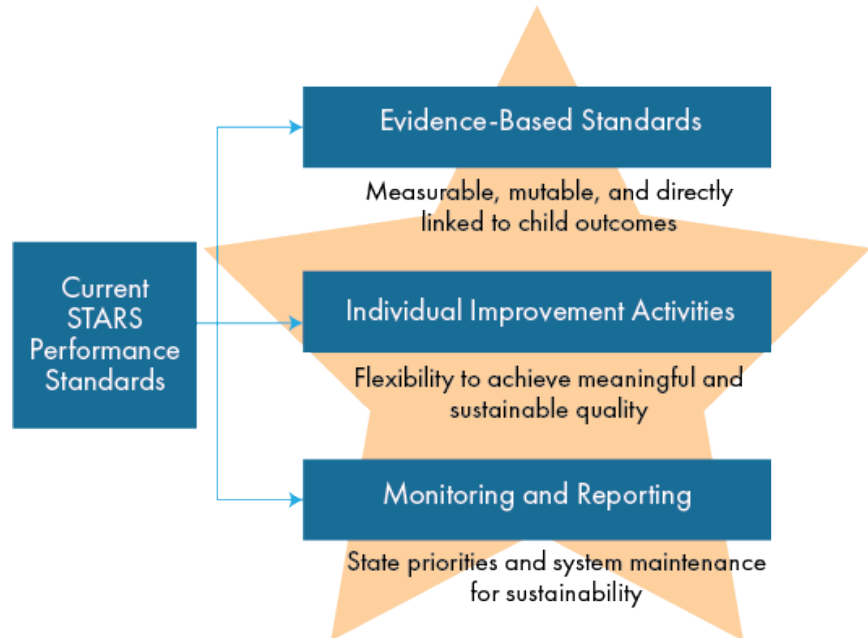 Evidence-Based Standards
Measurable, mutable, and directly
linked to child outcomes
Current
STARS
Performance
Standards
Individual Improvement Activities
Flexibility to achieve meaningful and
sustainable quality
Monitoring and Reporting
State priorities and system maintenance
for sustainability